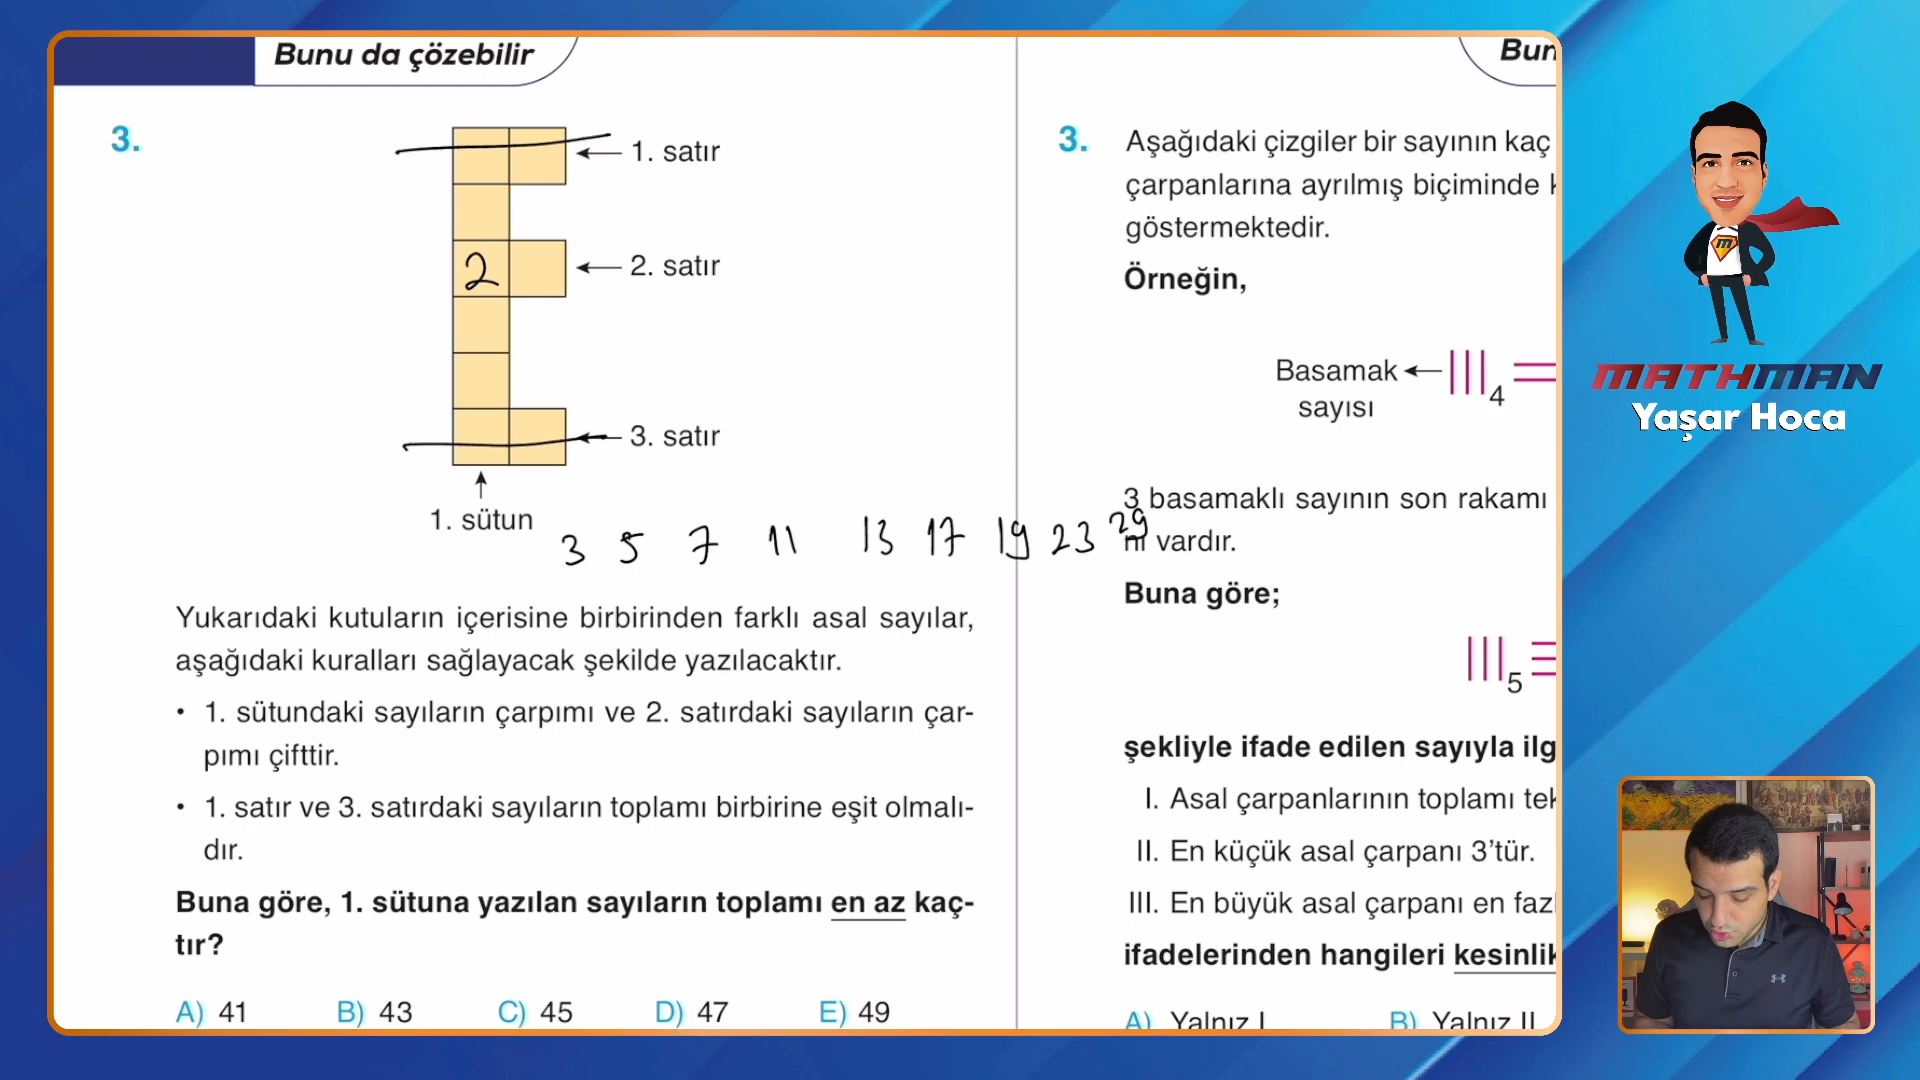 Bunu da çözebilir
3.
1. satır
2
2. satır
3. satır
1. sütun
3 5 7 11 13 17 19 23 29
Yukarıdaki kutuların içerisine birbirinden farklı asal sayılar,
aşağıdaki kuralları sağlayacak şekilde yazılacaktır.
• 1. sütundaki sayıların çarpımı ve 2. satırdaki sayıların çar-
pımı çifttir.
• 1. satır ve 3. satırdaki sayıların toplamı birbirine eşit olmalı-
dır.
Buna göre, 1. sütuna yazılan sayıların toplamı en az kaç-
tır?
A) 41 B) 43 C) 45 D) 47 E) 49
Bun
3. Aşağıdaki çizgiler bir sayının kaç
çarpanlarına ayrılmış biçiminde k
göstermektedir.
Örneğin,
Basamak
sayısı
4
3 basamaklı sayının son rakamı
nı vardır.
Buna göre;
5
şekliyle ifade edilen sayıyla ilg
I. Asal çarpanlarının toplamı tek
II. En küçük asal çarpanı 3'tür.
III. En büyük asal çarpanı en fazl
ifadelerinden hangileri kesinlik
A) Yalnız I B) Yalnız II
m
MATHMAN
Yaşar Hoca